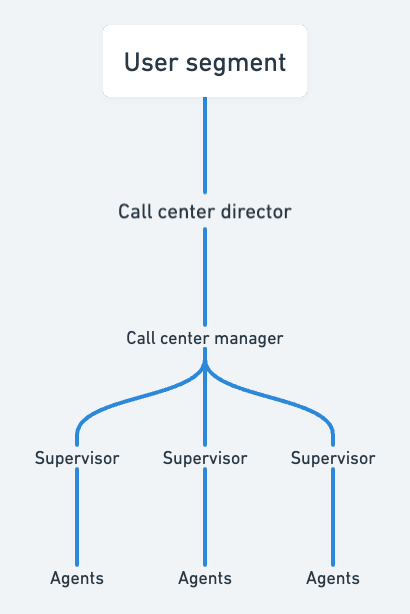 User segment
Call center director
Call center manager
Supervisor
Supervisor
Supervisor
Agents
Agents
Agents